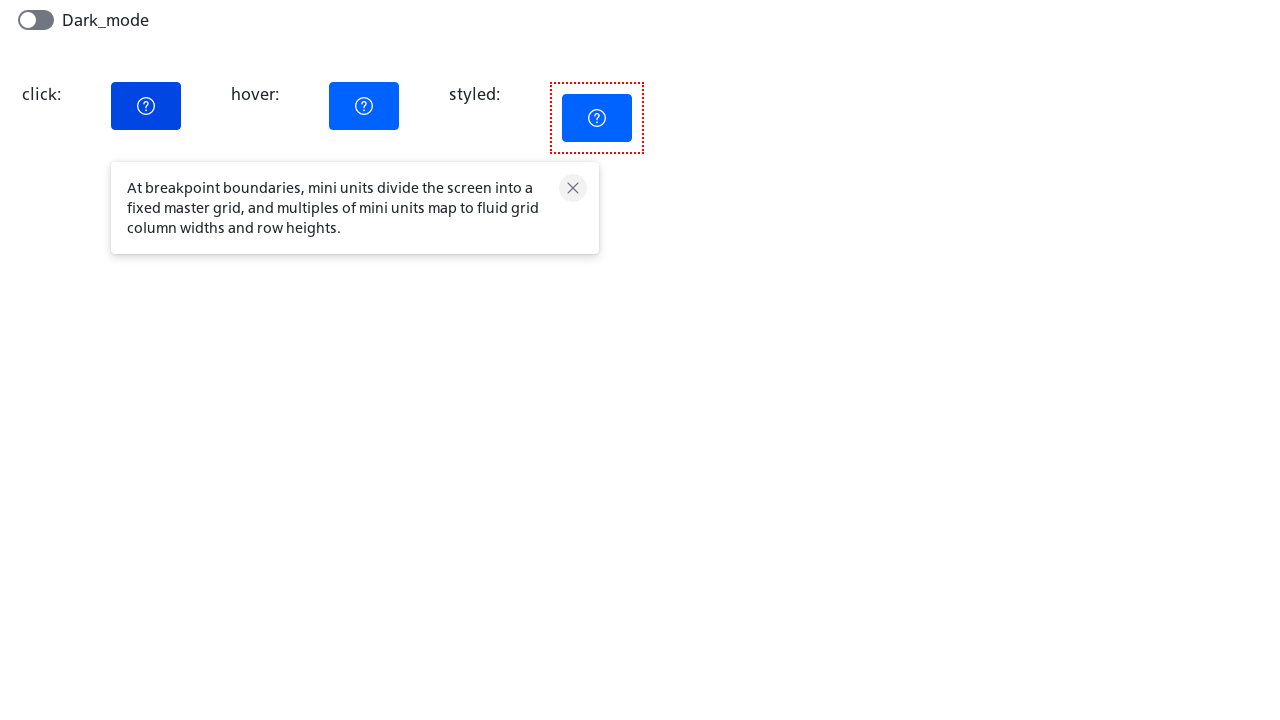 Dark_mode
click:
hover:
styled:
At breakpoint boundaries, mini units divide the screen into a
fixed master grid, and multiples of mini units map to fluid grid
column widths and row heights.